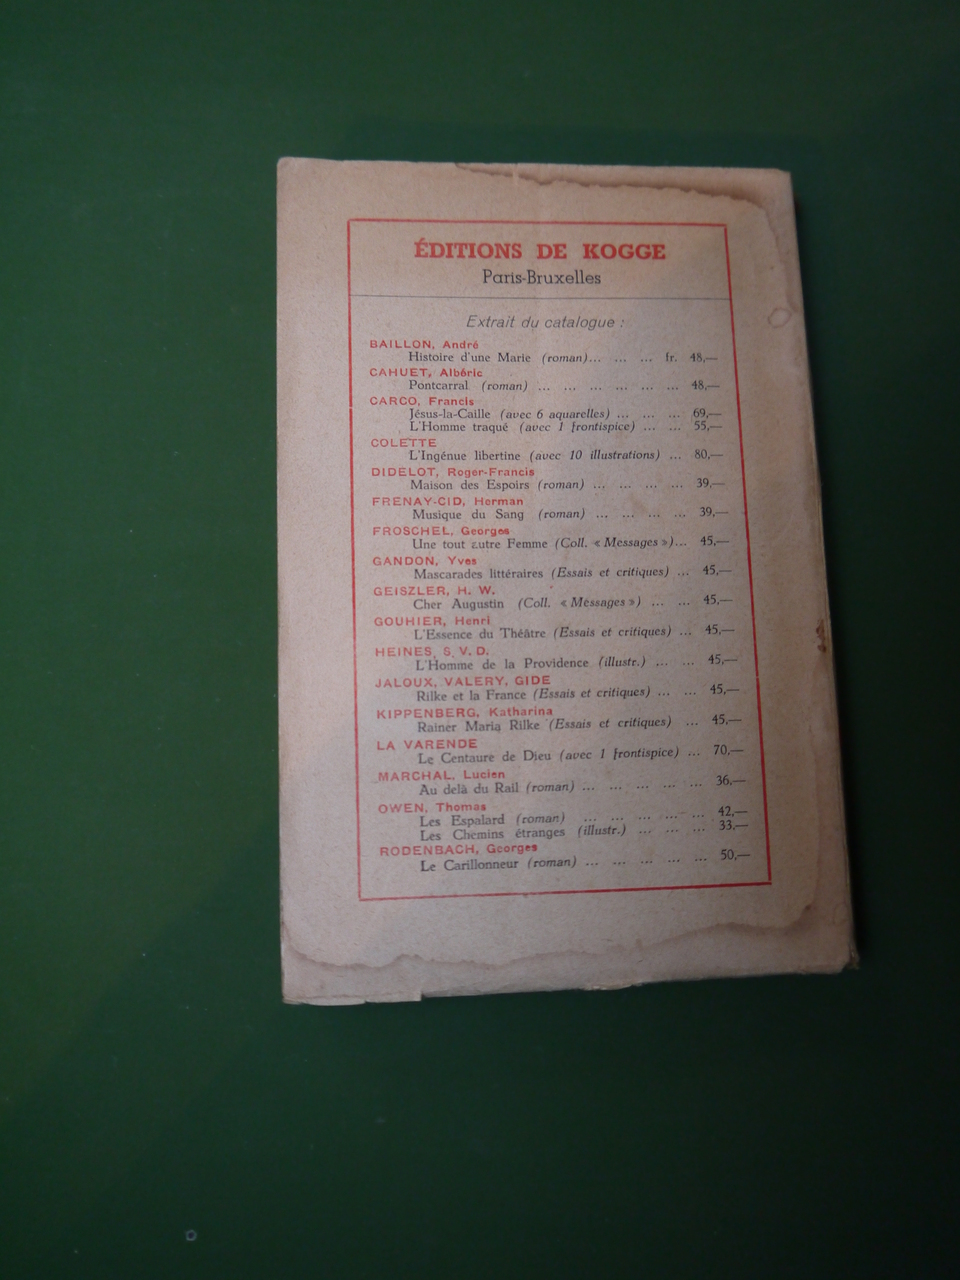 ÉDITIONS DE KOGGE
Paris-Bruxelles
Extrait du catalogue :
BAILLON, André
Histoire d'une Marie (roman)... ... ... fr. 48,—
CAHUET, Albéric
Pontcarral (roman) ... ... ... ... ... ... 48,—
CARCO, Francis
Jésus-la-Caille (avec 6 aquarelles) ... ... ... 69,—
L'Homme traqué (avec 1 frontispice) ... ... 55,—
COLETTE
L'Ingénue libertine (avec 10 illustrations) ... 80,—
DIDELOT, Roger-Francis
Maison des Espoirs (roman) ... ... ... ... 39,—
FRENAY-CID, Herman
Musique du Sang (roman) ... ... ... ... 39,—
FROSCHEL, Georges
Une tout autre Femme (Coll. « Messages »)... 45,—
GANDON, Yves
Mascarades littéraires (Essais et critiques) ... 45,—
GEISZLER, H. W.
Cher Augustin (Coll. « Messages ») ... ... 45,—
GOUHIER, Henri
L'Essence du Théâtre (Essais et critiques) ... 45,—
HEINES, S. V. D.
L'Homme de la Providence (illustr.) ... ... 45,—
JALOUX, VALERY, GIDE
Rilke et la France (Essais et critiques) ... ... 45,—
KIPPENBERG, Katharina
Rainer Maria Rilke (Essais et critiques) ... 45,—
LA VARENDE
Le Centaure de Dieu (avec 1 frontispice) ... 70,—
MARCHAL, Lucien
Au delà du Rail (roman) ... ... ... ... ... 36,—
OWEN, Thomas
Les Espalard (roman) ... ... ... ... ... 42,—
Les Chemins étranges (illustr.) ... ... ... 33,—
RODENBACH, Georges
Le Carillonneur (roman) ... ... ... ... ... 50,—